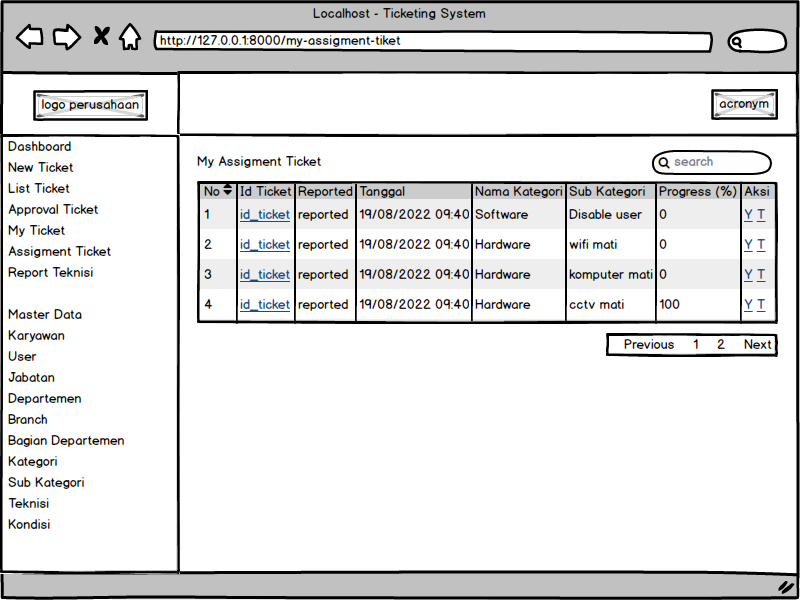 Localhost - Ticketing System
http://127.0.0.1:8000/my-assigment-tiket
logo perusahaan
acronym
Dashboard
New Ticket
List Ticket
Approval Ticket
My Ticket
Assigment Ticket
Report Teknisi
Master Data
Karyawan
User
Jabatan
Departemen
Branch
Bagian Departemen
Kategori
Sub Kategori
Teknisi
Kondisi
My Assigment Ticket
search
No Id Ticket Reported Tanggal Nama Kategori Sub Kategori Progress (%) Aksi
1 id_ticket reported 19/08/2022 09:40 Software Disable user 0 Y T
2 id_ticket reported 19/08/2022 09:40 Hardware wifi mati 0 Y T
3 id_ticket reported 19/08/2022 09:40 Hardware komputer mati 0 Y T
4 id_ticket reported 19/08/2022 09:40 Hardware cctv mati 100 Y T
Previous 1 2 Next